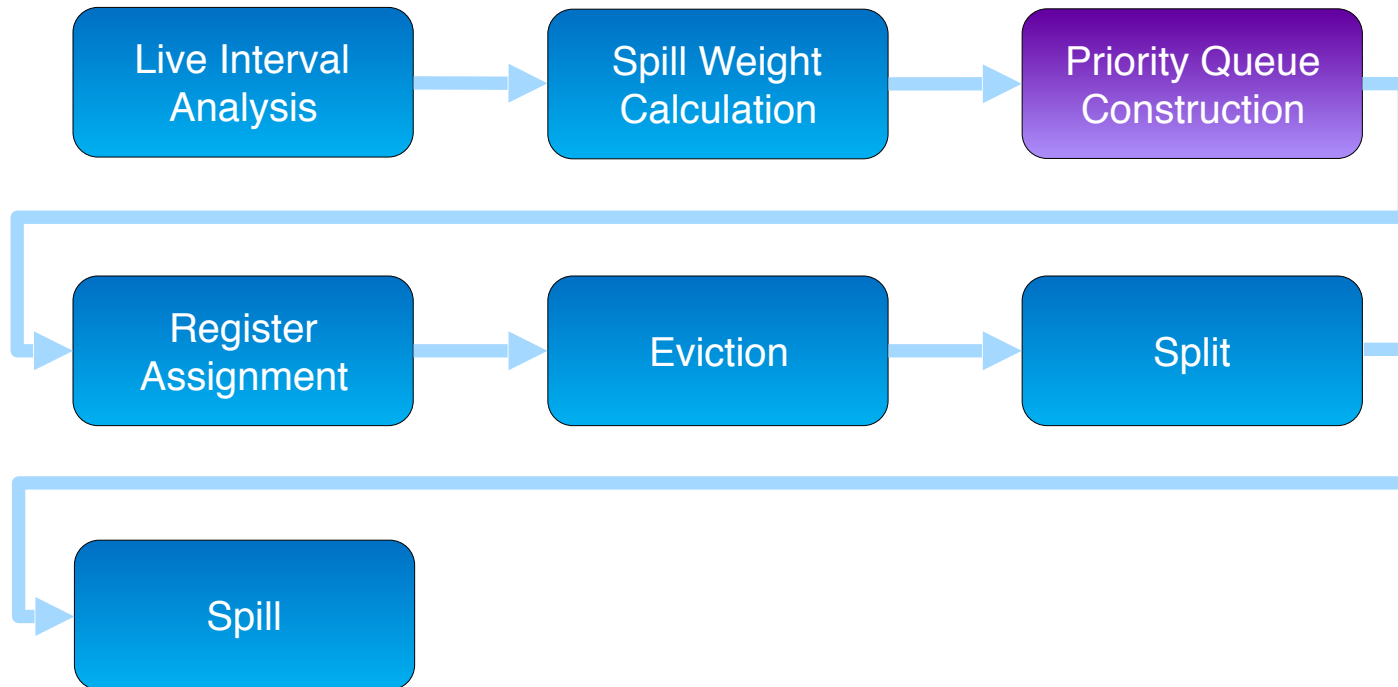 Live Interval
Analysis
Spill Weight
Calculation
Priority Queue
Construction
Register
Assignment
Eviction
Split
Spill